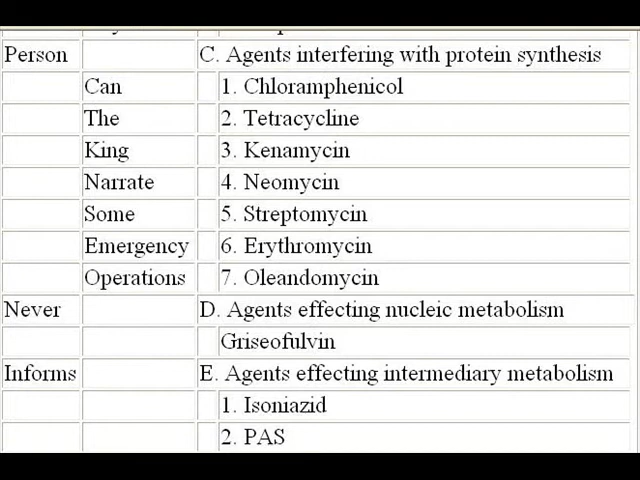 Person C. Agents interfering with protein synthesis
Can 1. Chloramphenicol
The 2. Tetracycline
King 3. Kenamycin
Narrate 4. Neomycin
Some 5. Streptomycin
Emergency 6. Erythromycin
Operations 7. Oleandomycin
Never D. Agents effecting nucleic metabolism
Griseofulvin
Informs E. Agents effecting intermediary metabolism
1. Isoniazid
2. PAS